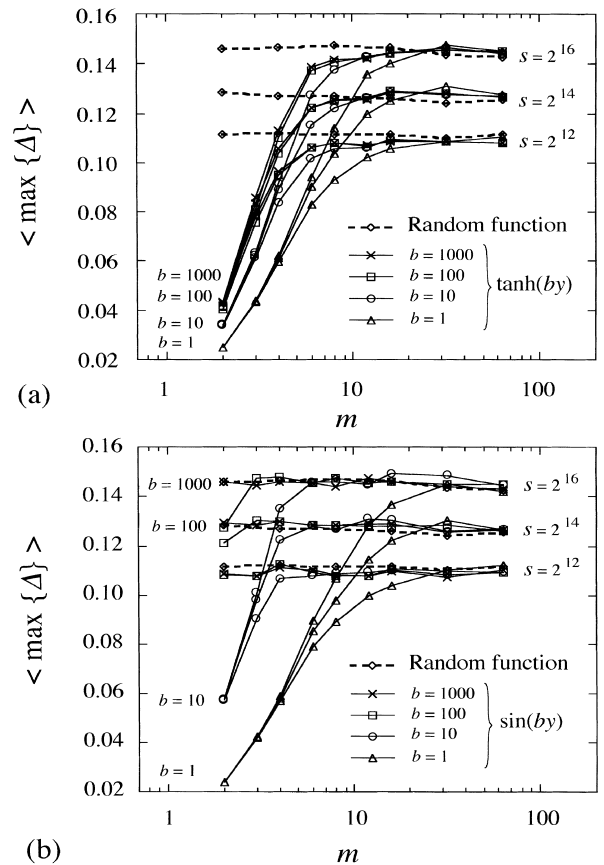 0.16
0.14
0.12
0.10
0.08
0.06
0.04
0.02
< max {Δ} >
s = 2^16
s = 2^14
s = 2^12
Random function
b = 1000
b = 100
b = 10
b = 1
tanh(by)
b = 1000
b = 100
b = 10
b = 1
1 10 100
(a)
m
0.16
0.14
0.12
0.10
0.08
0.06
0.04
0.02
< max {Δ} >
b = 1000
b = 100
b = 10
b = 1
s = 2^16
s = 2^14
s = 2^12
Random function
b = 1000
b = 100
b = 10
b = 1
sin(by)
1 10 100
(b)
m